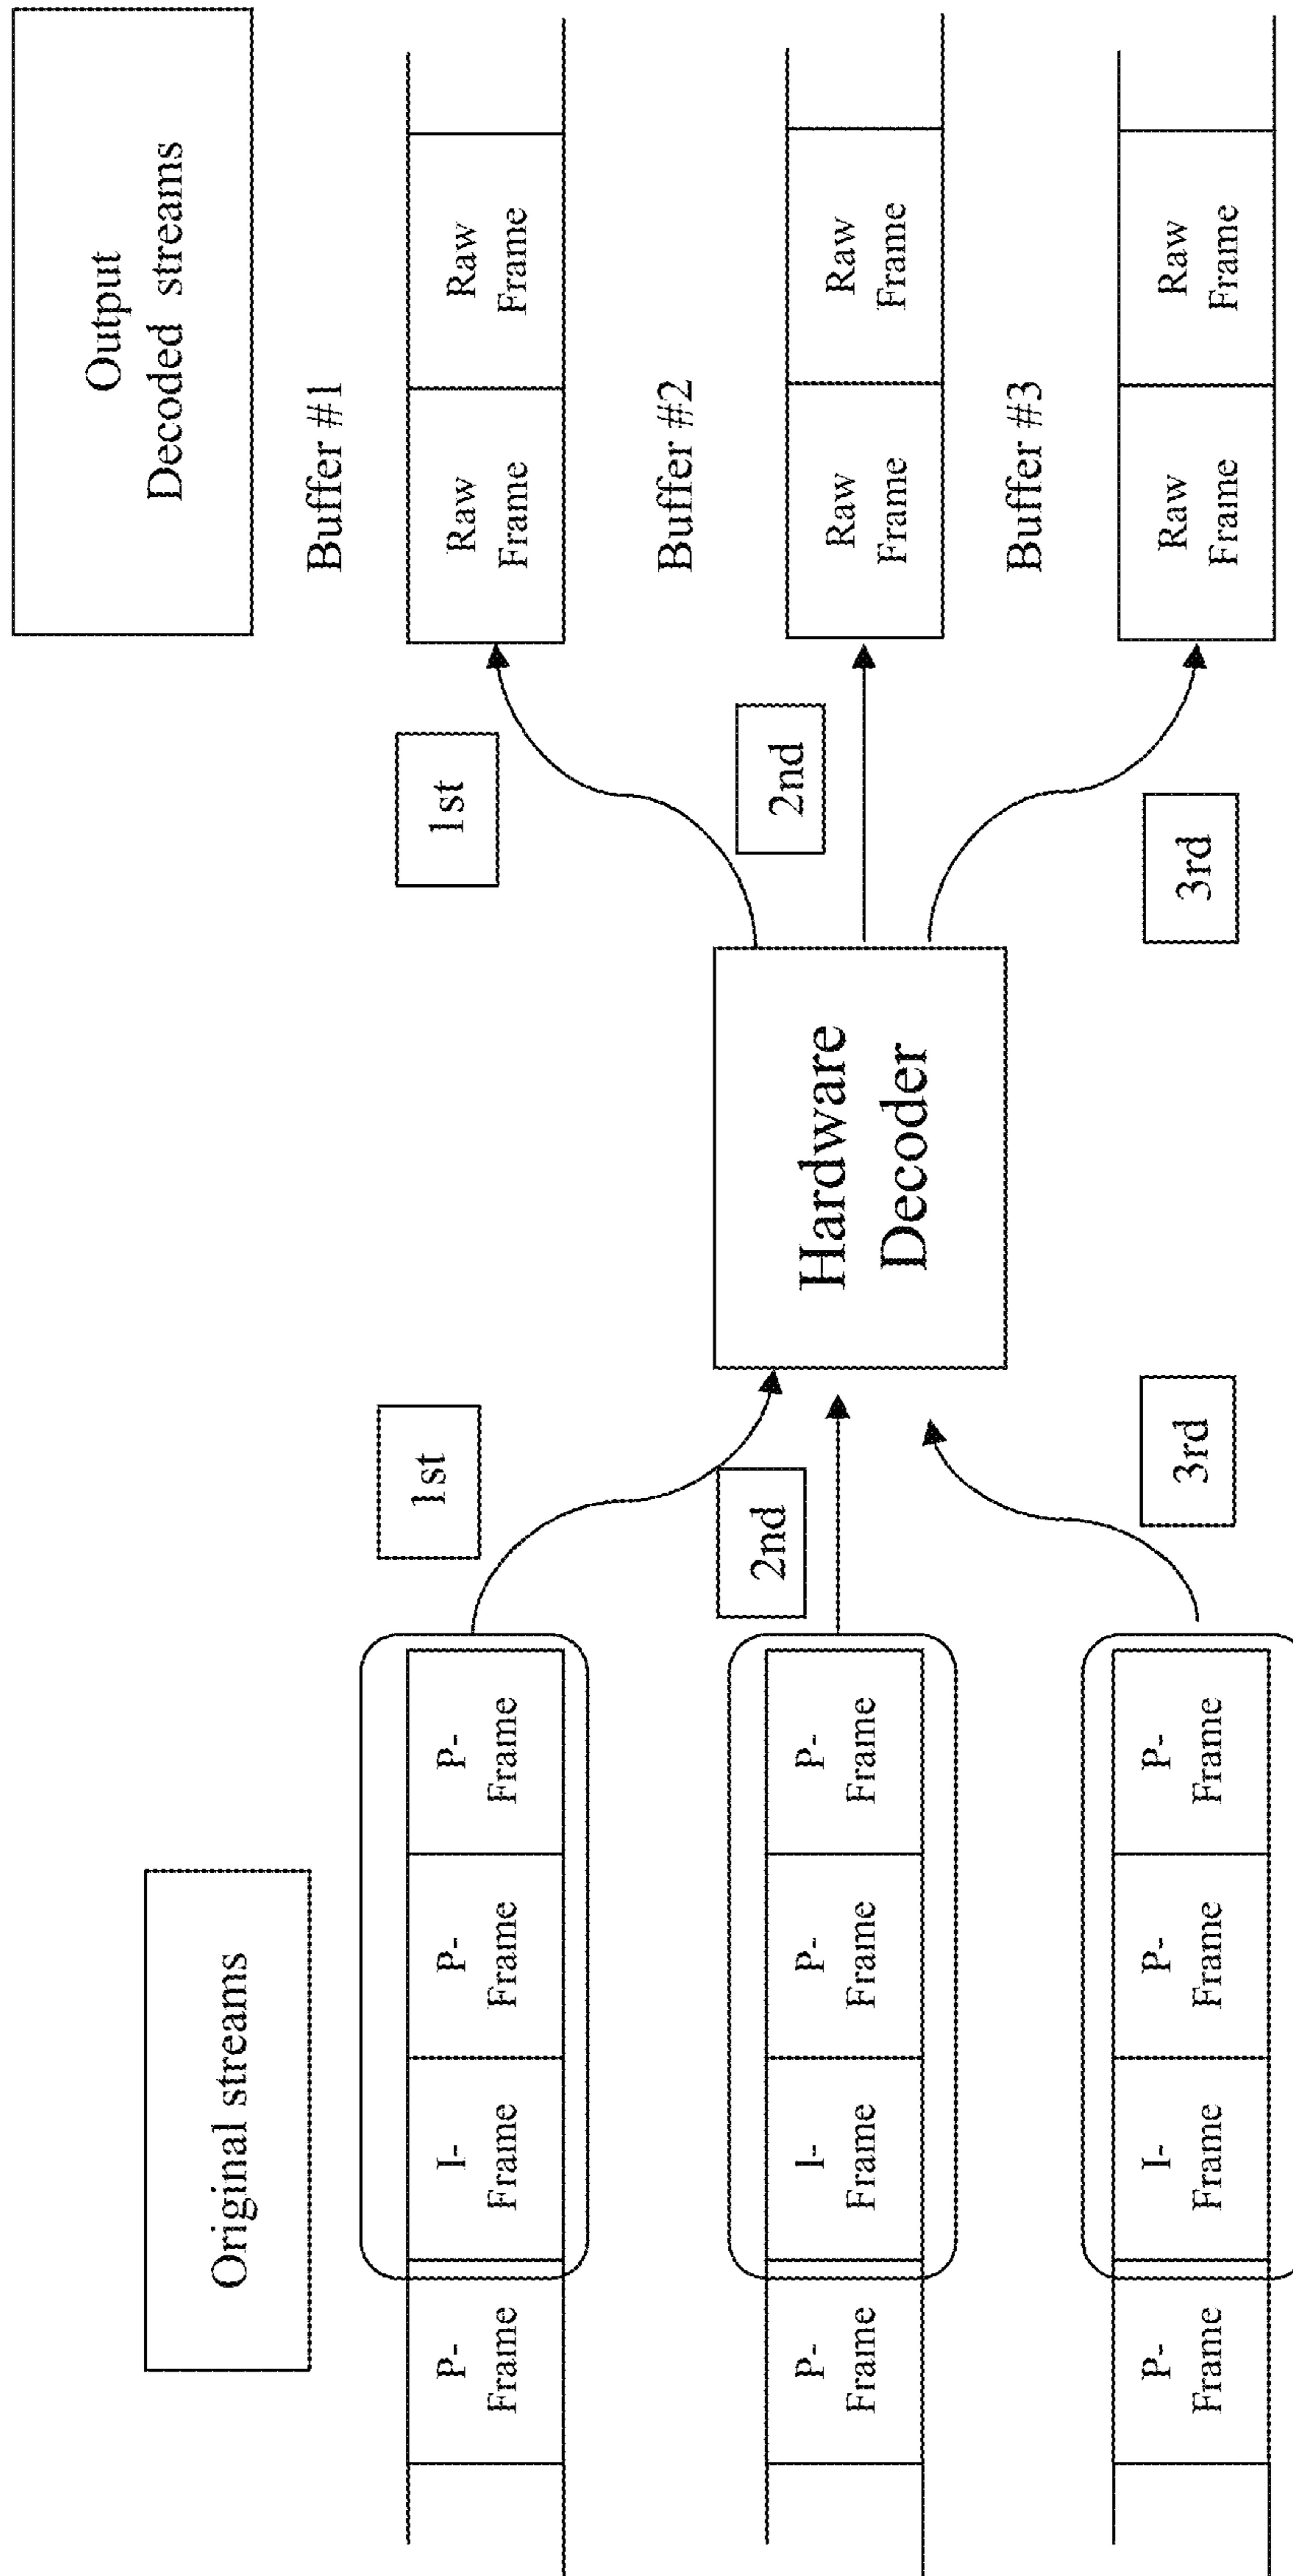 Original streams
P-
Frame
I-
Frame
P-
Frame
P-
Frame
P-
Frame
I-
Frame
P-
Frame
P-
Frame
P-
Frame
I-
Frame
P-
Frame
P-
Frame
1st
2nd
3rd
Hardware
Decoder
1st
2nd
3rd
Output
Decoded streams
Buffer #1
Raw
Frame
Raw
Frame
Buffer #2
Raw
Frame
Raw
Frame
Buffer #3
Raw
Frame
Raw
Frame